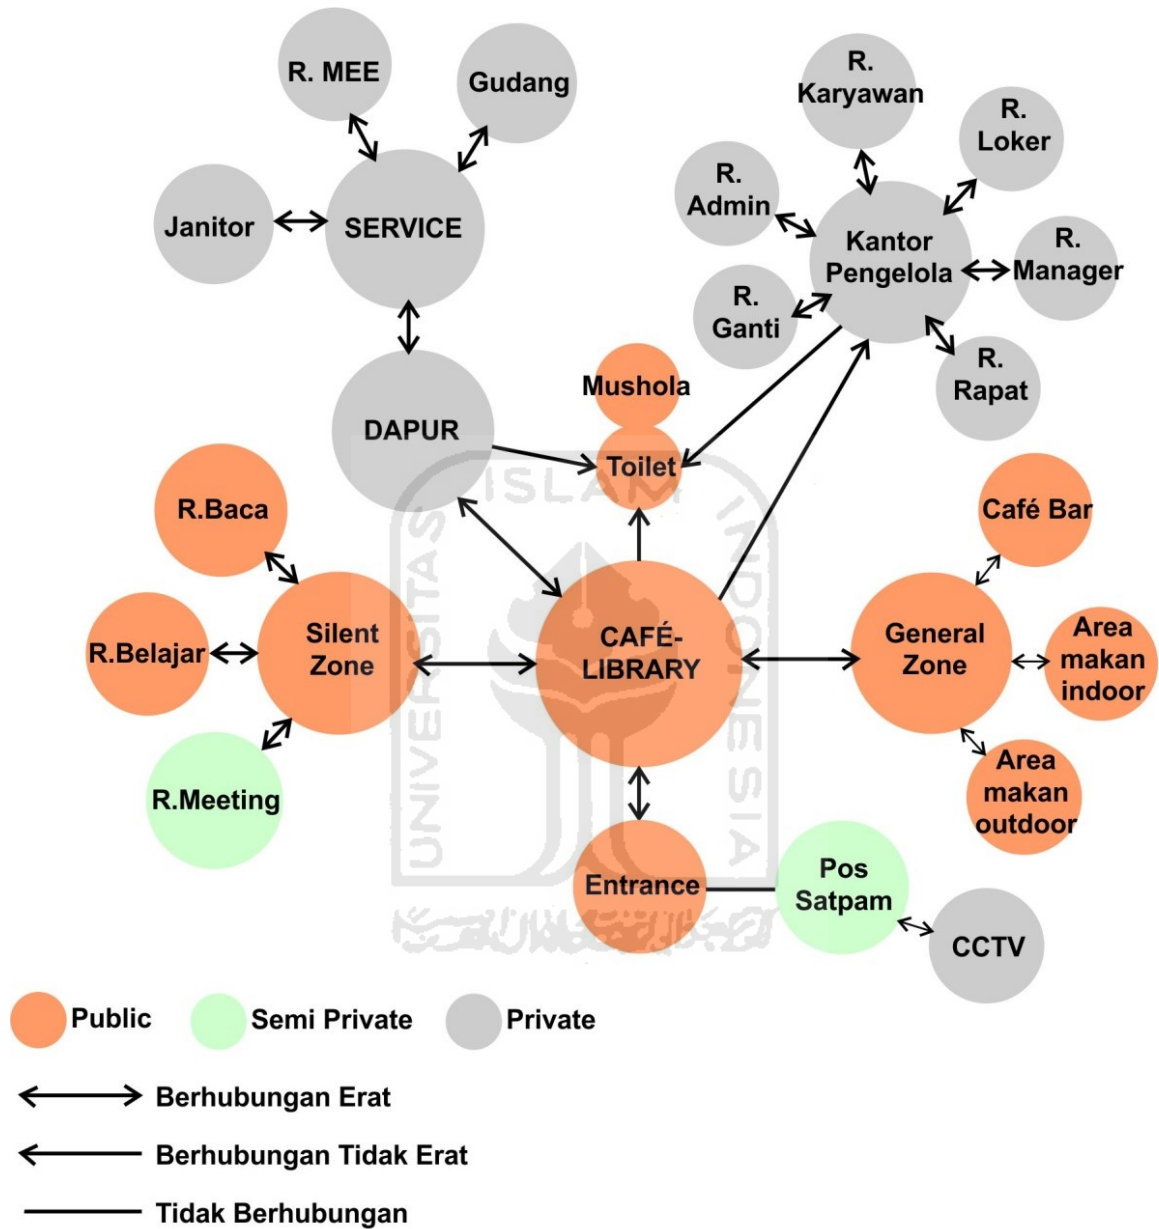 R. MEE
Gudang
Janitor
SERVICE
R.
Karyawan
R.
Loker
R.
Admin
Kantor
Pengelola
R.
Manager
R.
Ganti
R.
Rapat
Mushola
Toilet
DAPUR
R.Baca
R.Belajar
Silent
Zone
R.Meeting
CAFÉ-
LIBRARY
General
Zone
Café Bar
Area
makan
indoor
Area
makan
outdoor
Entrance
Pos
Satpam
CCTV
UNIVERSITAS
ISLAM
INDONESIA
Public
Semi Private
Private
Berhubungan Erat
Berhubungan Tidak Erat
Tidak Berhubungan